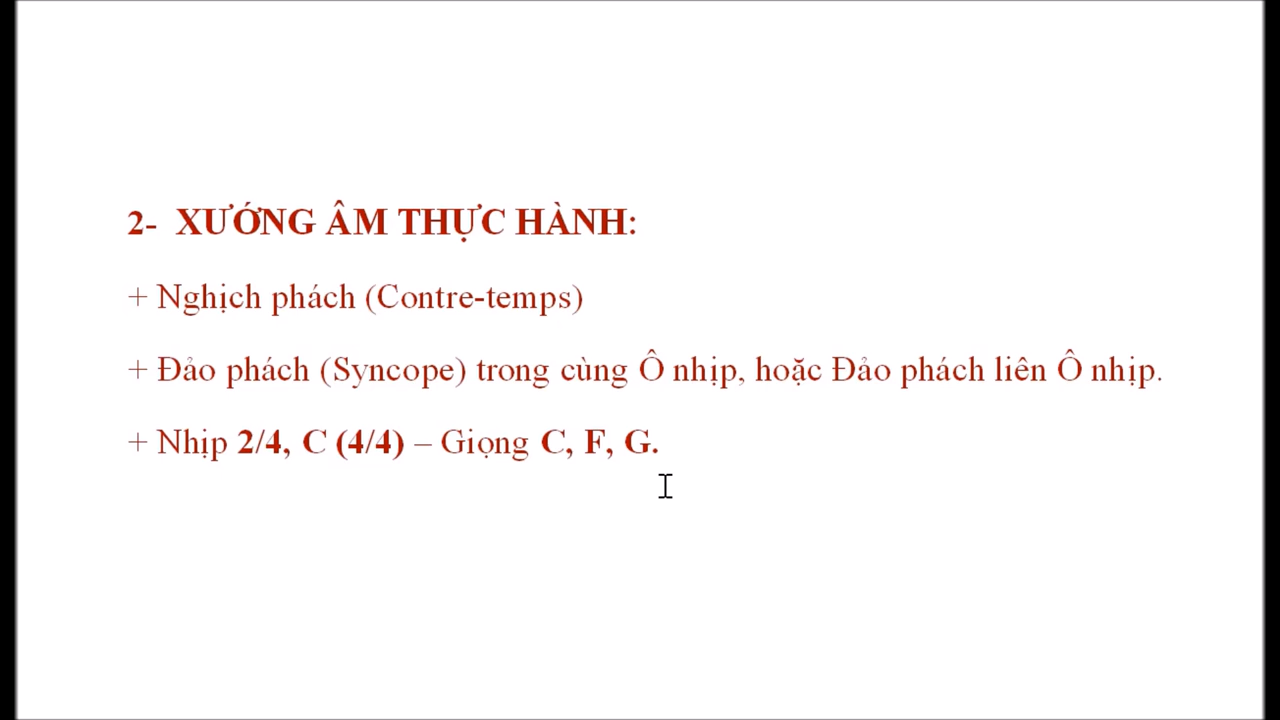 2- XƯỚNG ÂM THỰC HÀNH:
+ Nghịch phách (Contre-temps)
+ Đảo phách (Syncope) trong cùng Ô nhịp, hoặc Đảo phách liên Ô nhịp.
+ Nhịp 2/4, C (4/4) – Giọng C, F, G.